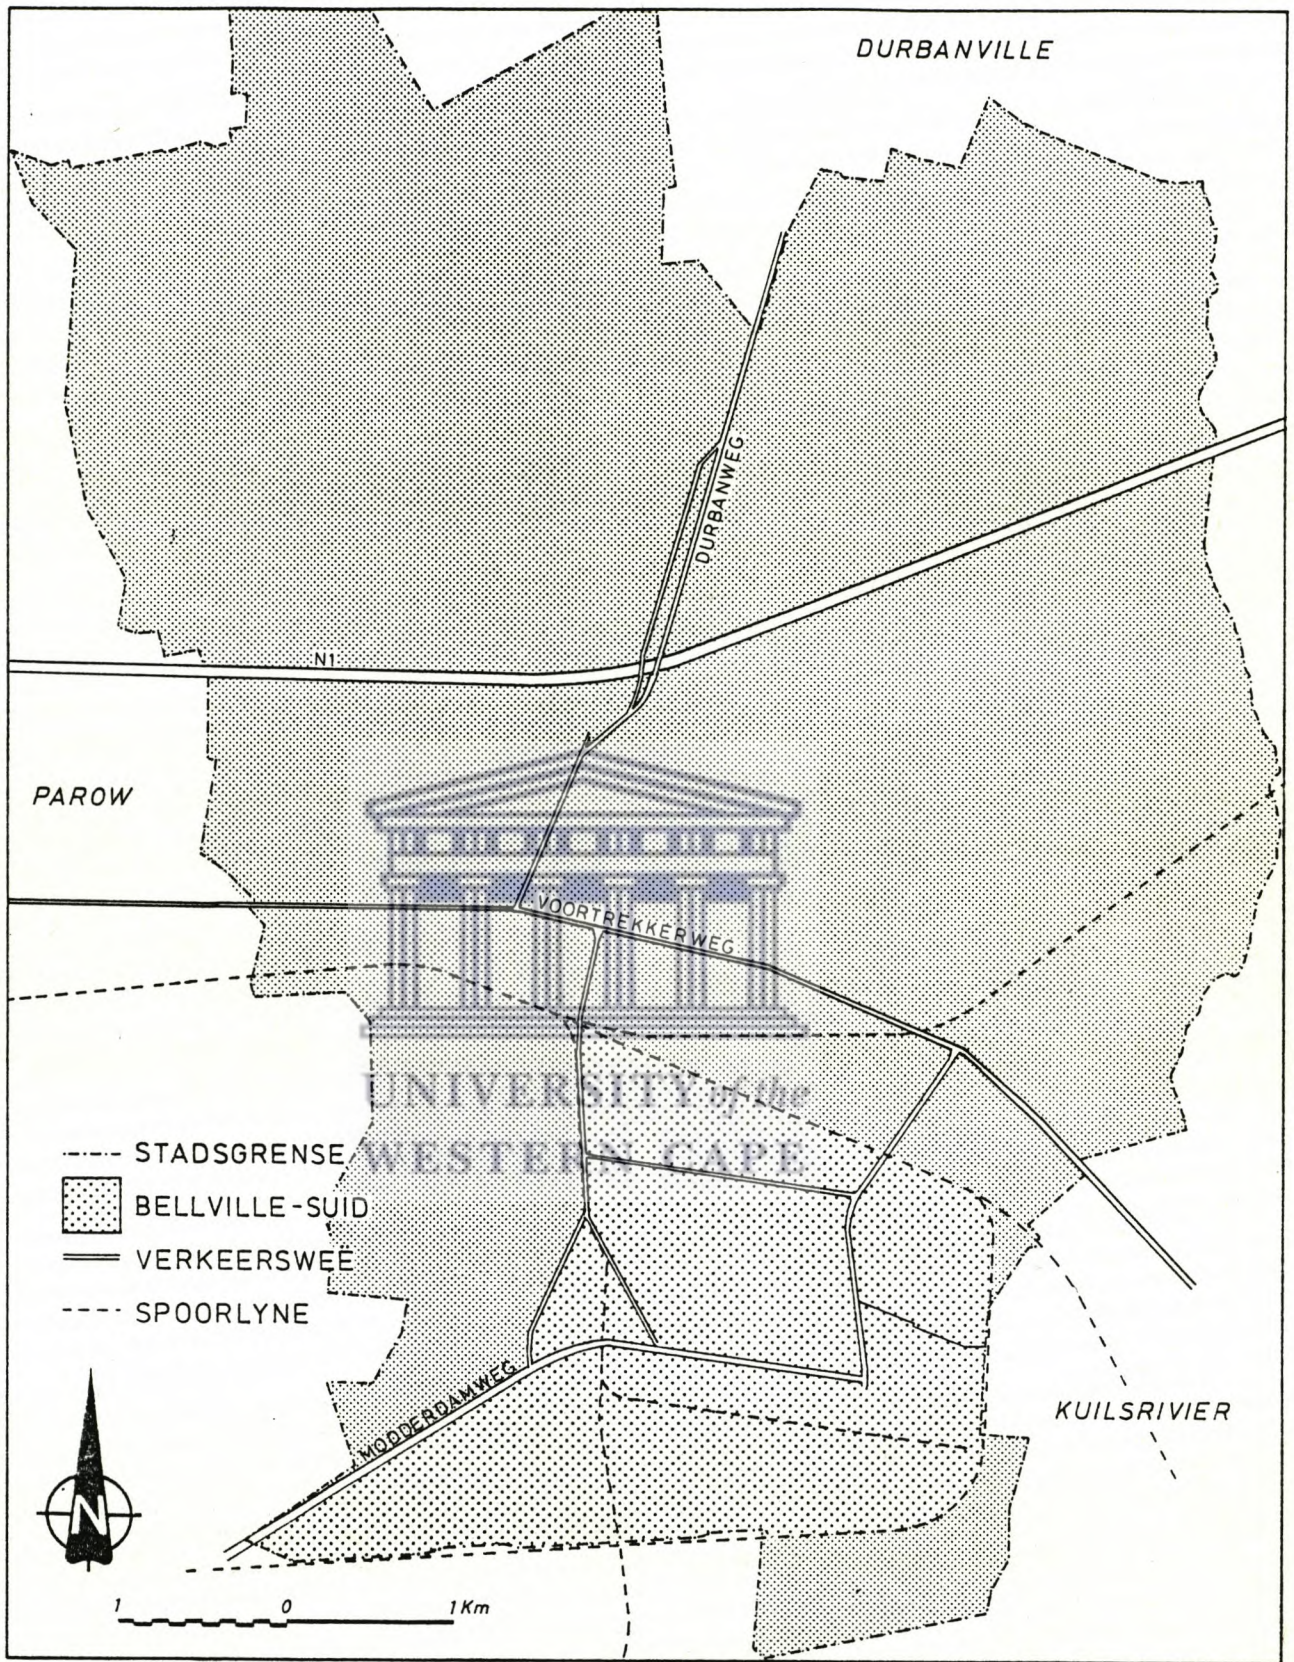 DURBANVILLE
DURBANWEG
N1
PAROW
VOORTREKKERWEG
UNIVERSITY of the
WESTERN CAPE
STADSGRENSE
BELLVILLE-SUID
VERKEERSWEË
SPOORLYNE
MODDERDAMWEG
KUILSRIVIER
N
1 0 1 Km